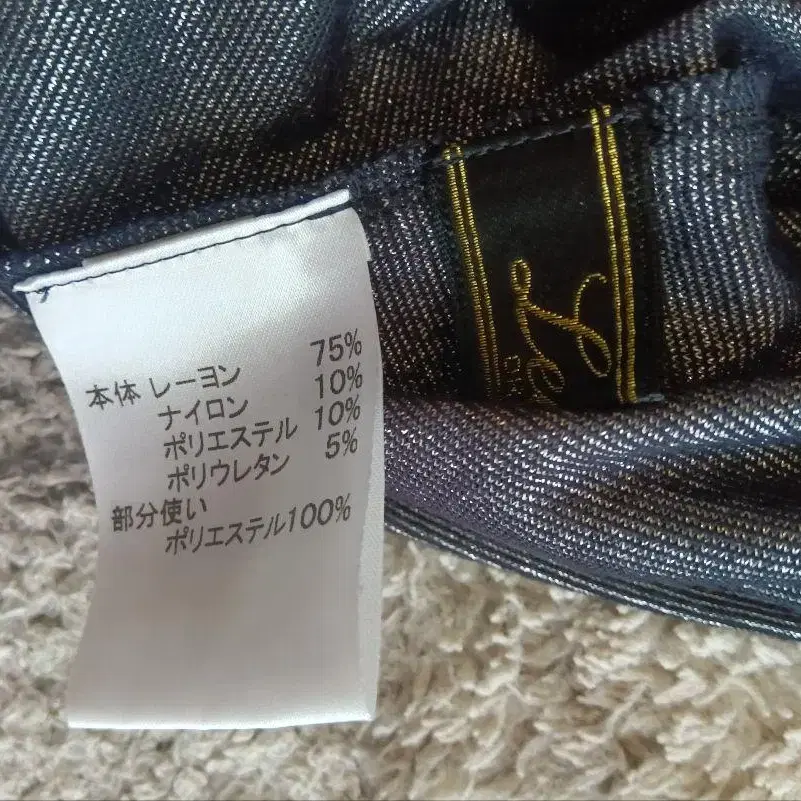 本体 レーヨン 75%
ナイロン 10%
ポリエステル 10%
ポリウレタン 5%
部分使い
ポリエステル100%